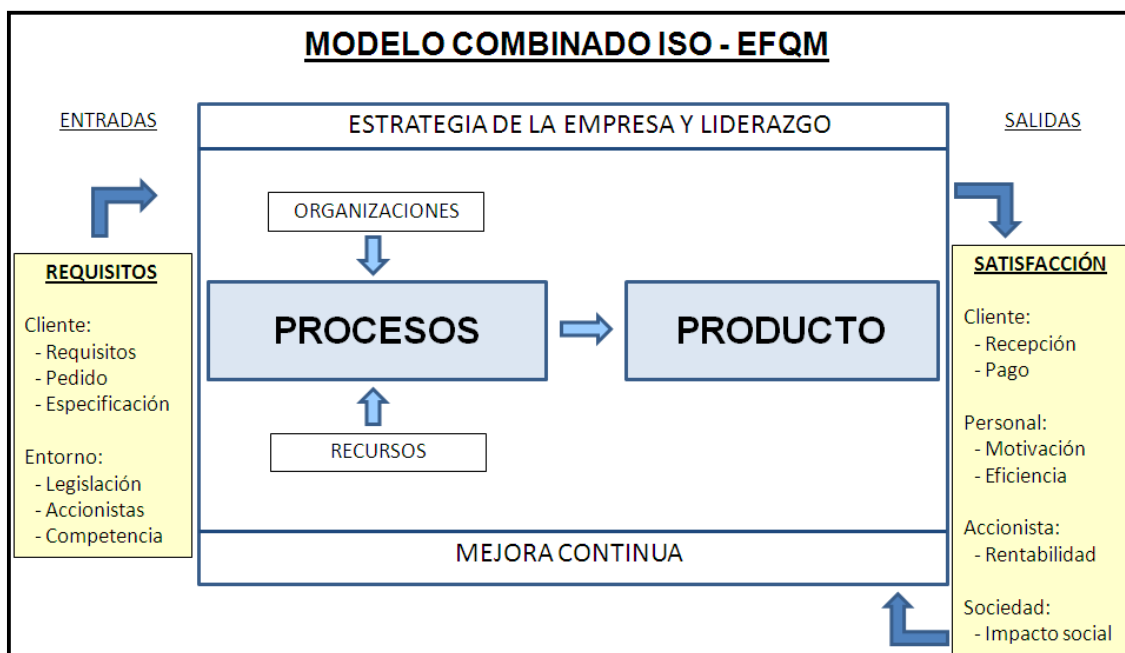 MODELO COMBINADO ISO - EFQM
ENTRADAS
ESTRATEGIA DE LA EMPRESA Y LIDERAZGO
SALIDAS
ORGANIZACIONES
REQUISITOS
Cliente:
- Requisitos
- Pedido
- Especificación
Entorno:
- Legislación
- Accionistas
- Competencia
PROCESOS
PRODUCTO
RECURSOS
MEJORA CONTINUA
SATISFACCIÓN
Cliente:
- Recepción
- Pago
Personal:
- Motivación
- Eficiencia
Accionista:
- Rentabilidad
Sociedad:
- Impacto social